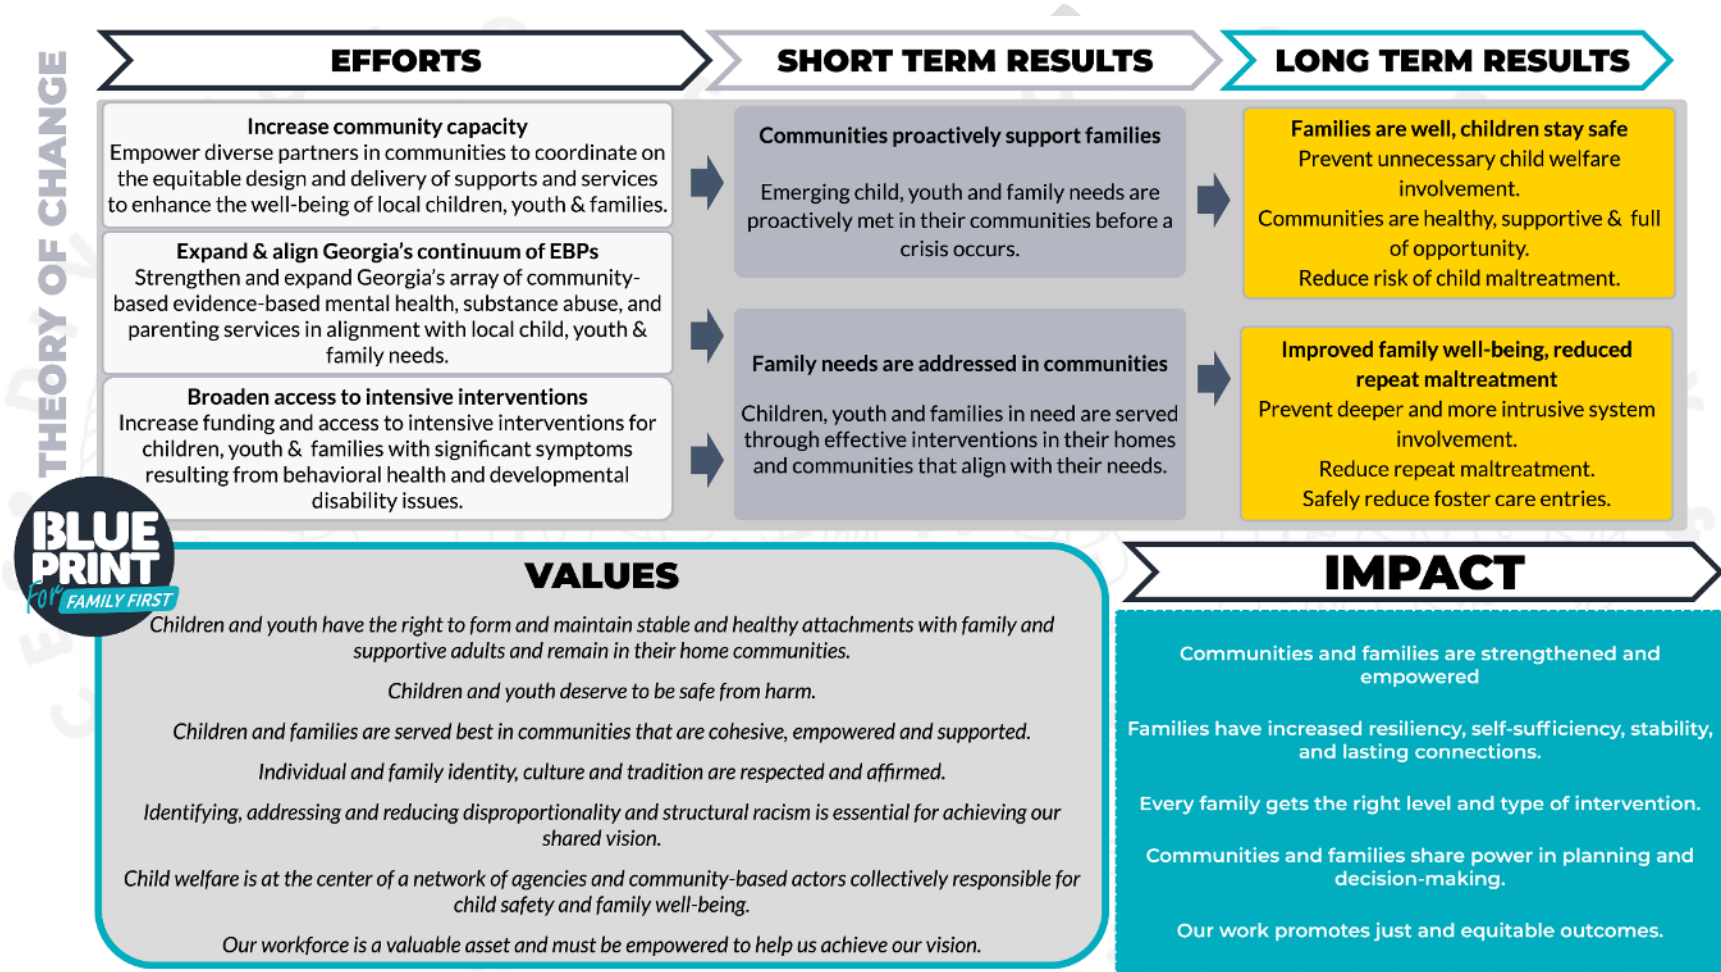 THEORY OF CHANGE
EFFORTS
Increase community capacity
Empower diverse partners in communities to coordinate on
the equitable design and delivery of supports and services
to enhance the well-being of local children, youth & families.
Expand & align Georgia's continuum of EBPs
Strengthen and expand Georgia's array of community-
based evidence-based mental health, substance abuse, and
parenting services in alignment with local child, youth &
family needs.
Broaden access to intensive interventions
Increase funding and access to intensive interventions for
children, youth & families with significant symptoms
resulting from behavioral health and developmental
disability issues.
SHORT TERM RESULTS
Communities proactively support families
Emerging child, youth and family needs are
proactively met in their communities before a
crisis occurs.
Family needs are addressed in communities
Children, youth and families in need are served
through effective interventions in their homes
and communities that align with their needs.
LONG TERM RESULTS
Families are well, children stay safe
Prevent unnecessary child welfare
involvement.
Communities are healthy, supportive & full
of opportunity.
Reduce risk of child maltreatment.
Improved family well-being, reduced
repeat maltreatment
Prevent deeper and more intrusive system
involvement.
Reduce repeat maltreatment.
Safely reduce foster care entries.
BLUE
PRINT
For FAMILY FIRST
VALUES
Children and youth have the right to form and maintain stable and healthy attachments with family and
supportive adults and remain in their home communities.
Children and youth deserve to be safe from harm.
Children and families are served best in communities that are cohesive, empowered and supported.
Individual and family identity, culture and tradition are respected and affirmed.
Identifying, addressing and reducing disproportionality and structural racism is essential for achieving our
shared vision.
Child welfare is at the center of a network of agencies and community-based actors collectively responsible for
child safety and family well-being.
Our workforce is a valuable asset and must be empowered to help us achieve our vision.
IMPACT
Communities and families are strengthened and
empowered
Families have increased resiliency, self-sufficiency, stability,
and lasting connections.
Every family gets the right level and type of intervention.
Communities and families share power in planning and
decision-making.
Our work promotes just and equitable outcomes.